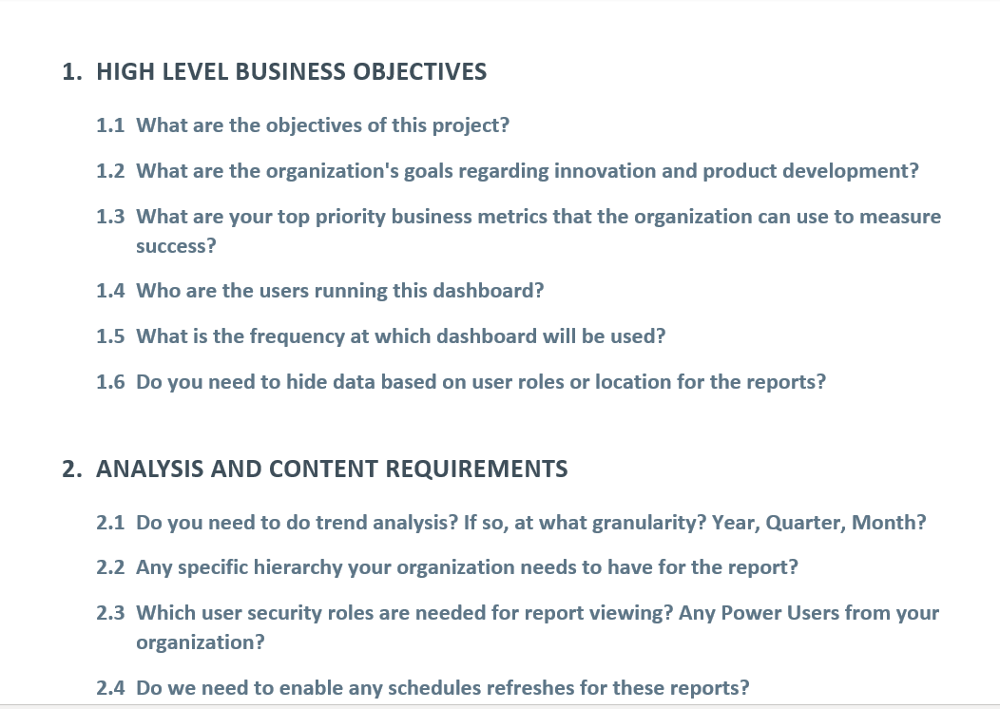 1. HIGH LEVEL BUSINESS OBJECTIVES
1.1 What are the objectives of this project?
1.2 What are the organization's goals regarding innovation and product development?
1.3 What are your top priority business metrics that the organization can use to measure
success?
1.4 Who are the users running this dashboard?
1.5 What is the frequency at which dashboard will be used?
1.6 Do you need to hide data based on user roles or location for the reports?
2. ANALYSIS AND CONTENT REQUIREMENTS
2.1 Do you need to do trend analysis? If so, at what granularity? Year, Quarter, Month?
2.2 Any specific hierarchy your organization needs to have for the report?
2.3 Which user security roles are needed for report viewing? Any Power Users from your
organization?
2.4 Do we need to enable any schedules refreshes for these reports?